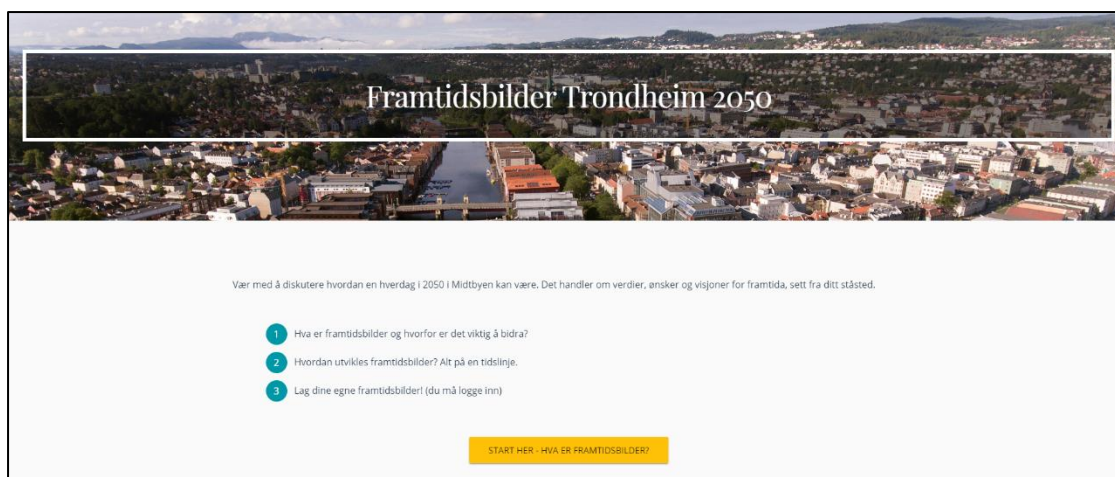 Framtidsbilder Trondheim 2050
Vær med å diskutere hvordan en hverdag i 2050 i Midtbyen kan være. Det handler om verdier, ønsker og visjoner for framtida, sett fra ditt ståsted.
1 Hva er framtidsbilder og hvorfor er det viktig å bidra?
2 Hvordan utvikles framtidsbilder? Alt på en tidslinje.
3 Lag dine egne framtidsbilder! (du må logge inn)
START HER - HVA ER FRAMTIDSBILDER?